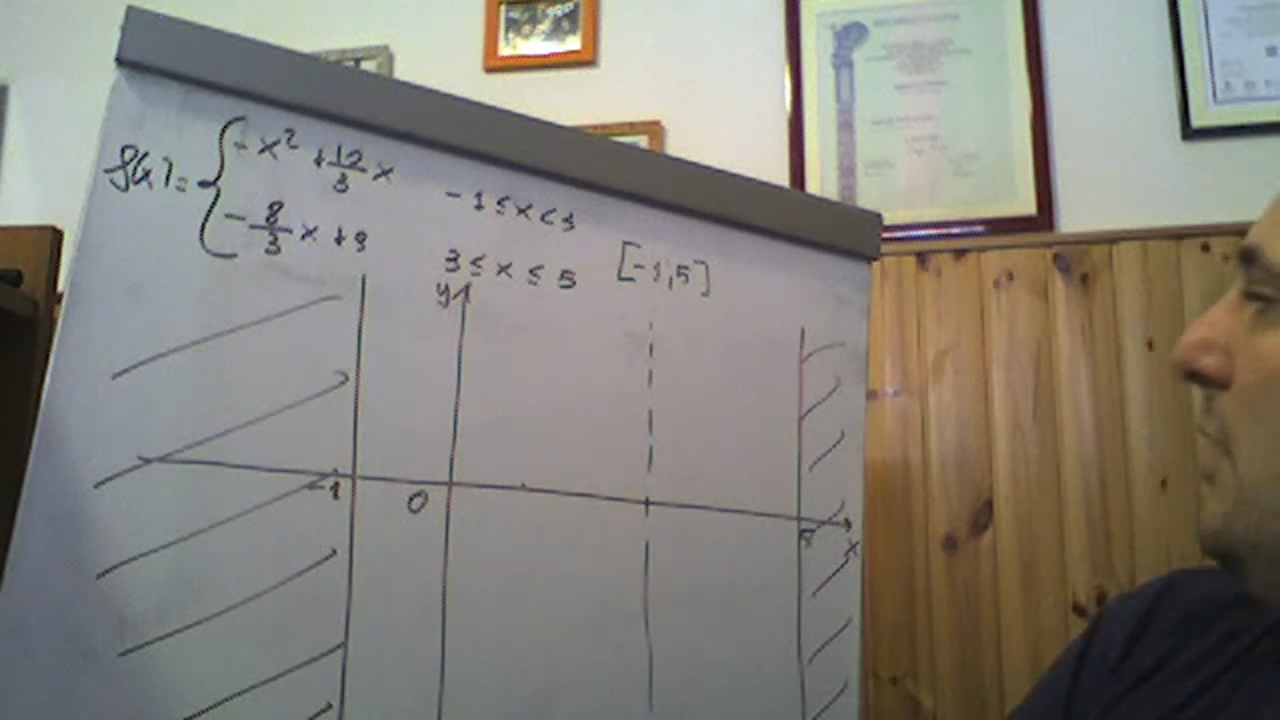 f(x) = { -x² + 12/3 x   -1 ≤ x < 3
-8/3 x + 9   3 ≤ x ≤ 5   [-1,5]
y
-1 0 5 x